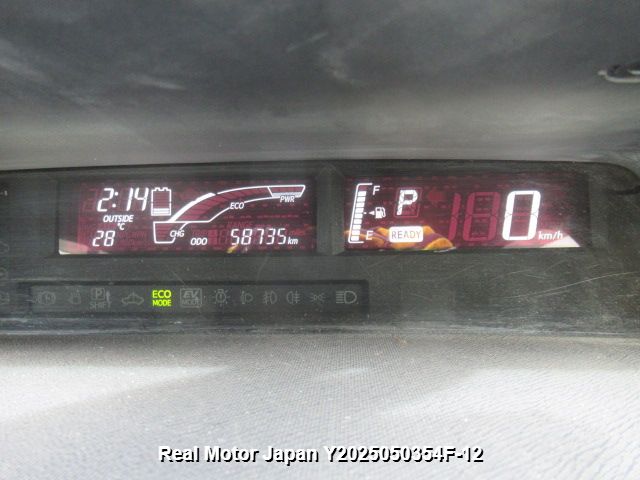 2:14
OUTSIDE
°C
28
ECO
PWR
CHG
ODO 58735 km
F
E
P
READY
0 km/h
P
SHIFT
ECO
MODE
EV
MODE
Real Motor Japan Y2025050354F-12